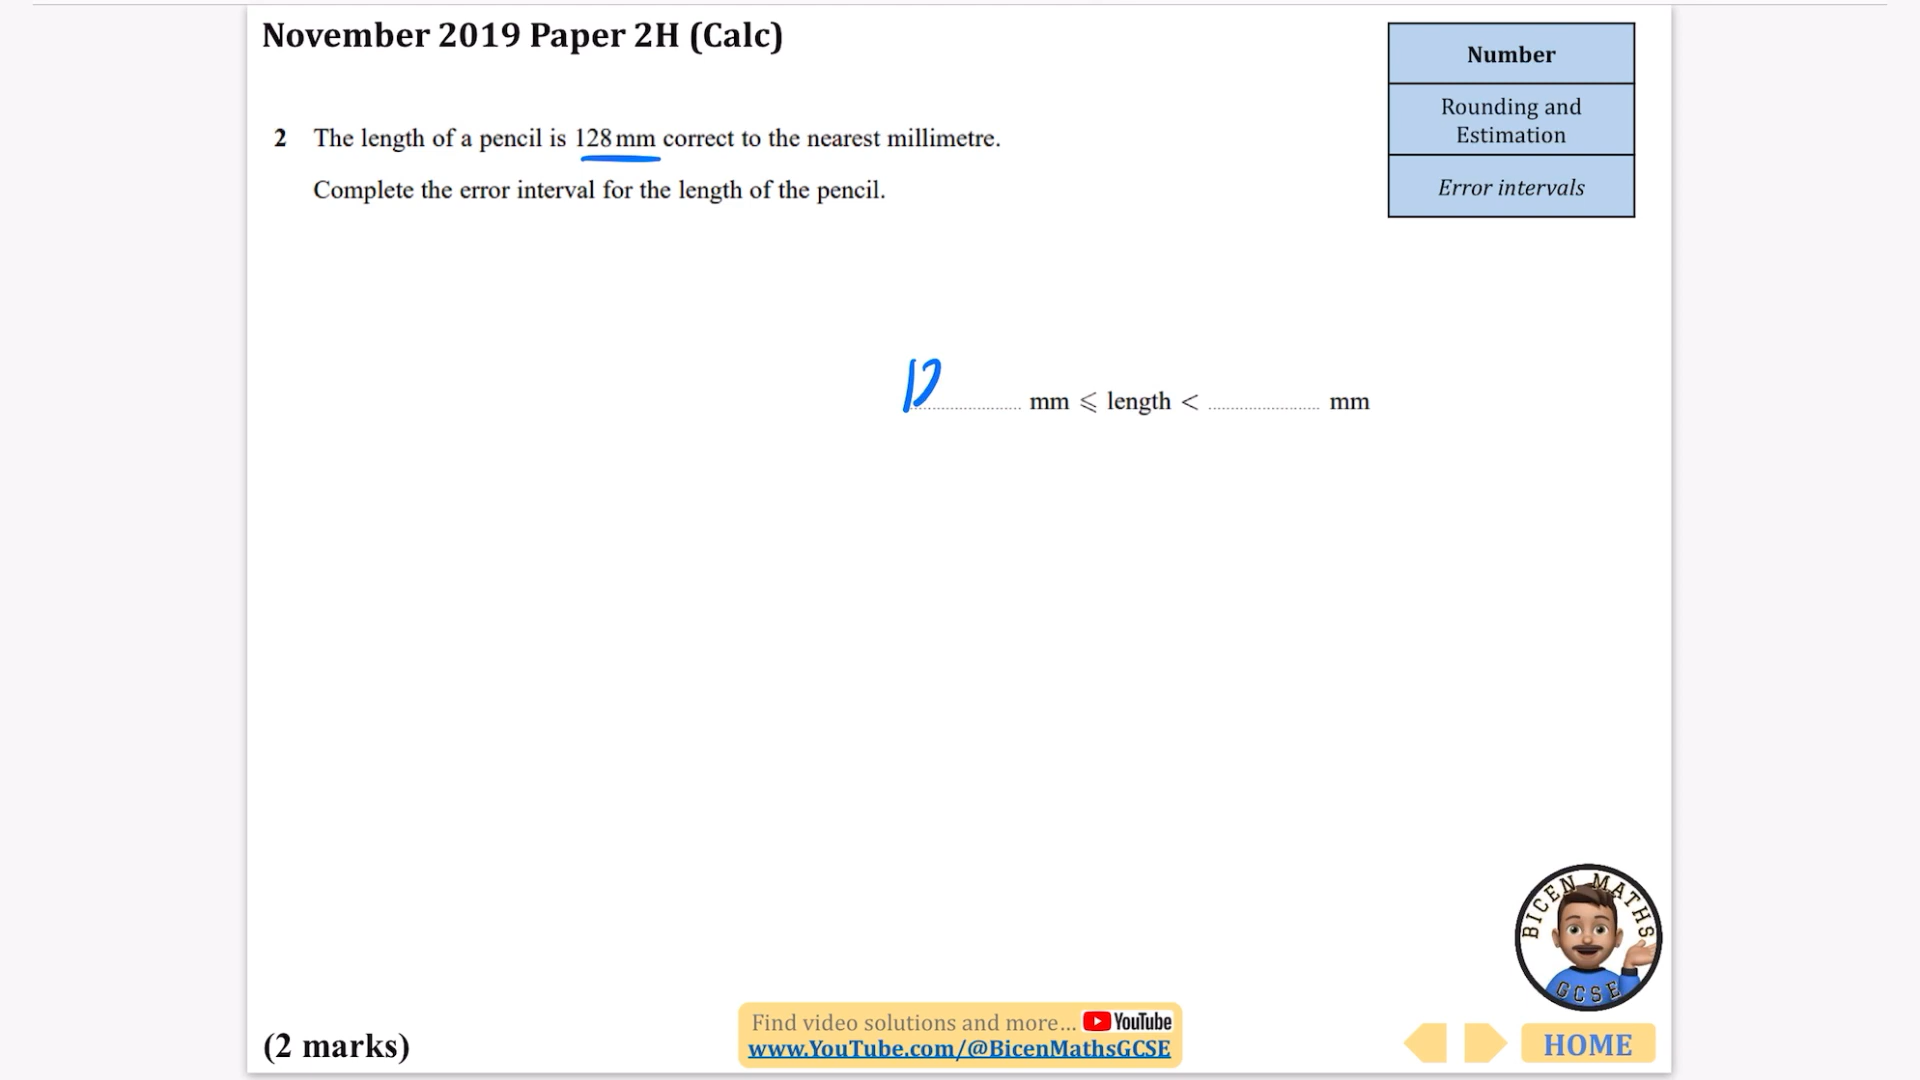 November 2019 Paper 2H (Calc)
Number
Rounding and
Estimation
Error intervals
2 The length of a pencil is 128 mm correct to the nearest millimetre.
Complete the error interval for the length of the pencil.
12 mm ⩽ length < mm
BICEN MATHS
GCSE
(2 marks)
Find video solutions and more... YouTube
www.YouTube.com/@BicenMathsGCSE
HOME